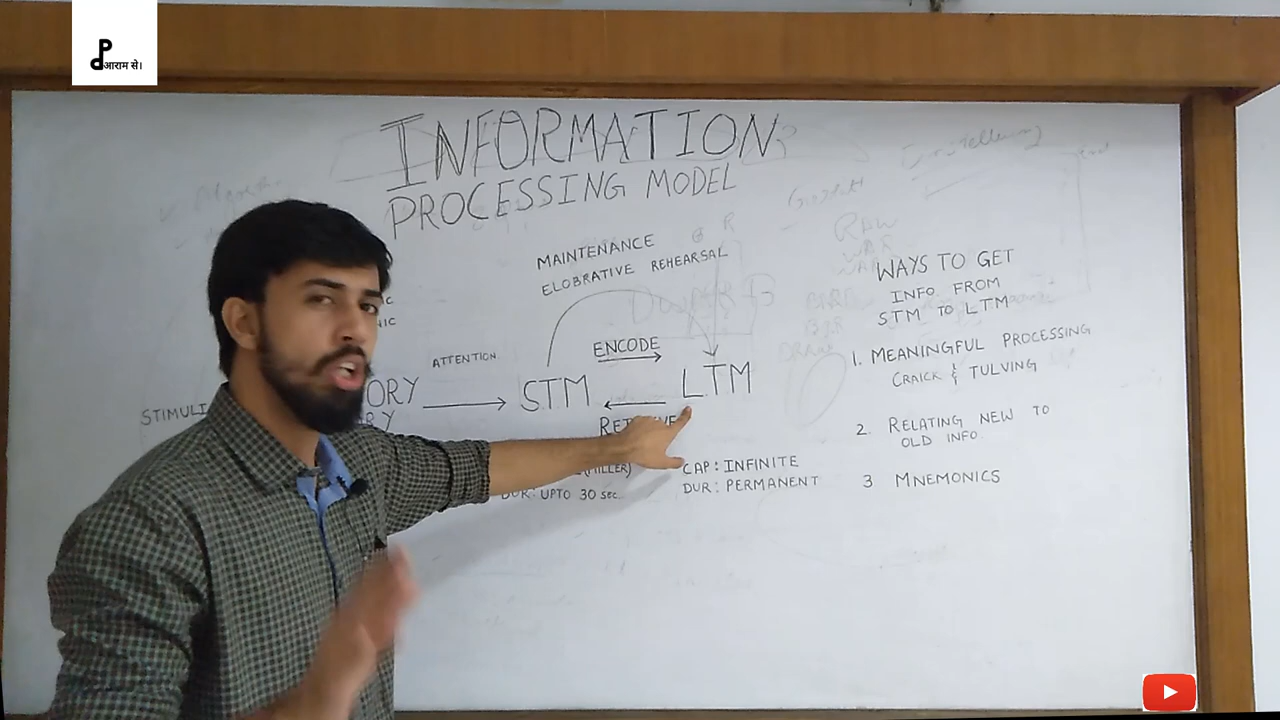 आराम से।
INFORMATION
PROCESSING MODEL
MAINTENANCE
ELOBRATIVE REHEARSAL
WAYS TO GET
INFO FROM
STM TO LTM
ATTENTION
ENCODE
STIMULI
STM
LTM
1. MEANINGFUL PROCESSING
CRAICK & TULVING
2. RELATING NEW TO
OLD INFO.
(MILLER)
DUR: UPTO 30 SEC.
CAP: INFINITE
DUR: PERMANENT
3 MNEMONICS